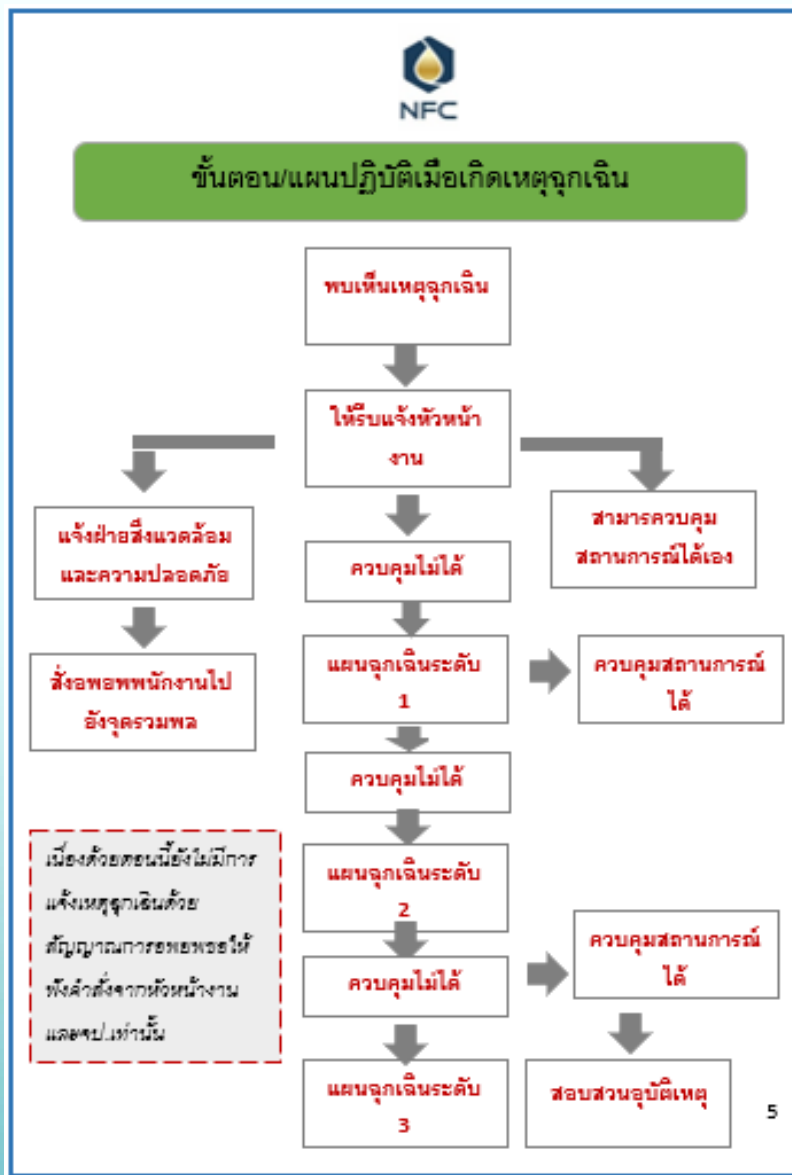 NFC
ขั้นตอน/แผนปฏิบัติเมื่อเกิดเหตุฉุกเฉิน
พบเห็นเหตุฉุกเฉิน
ให้รีบแจ้งหัวหน้า
งาน
แจ้งฝ่ายสิ่งแวดล้อม
และความปลอดภัย
สามารควบคุม
สถานการณ์ได้เอง
ควบคุมไม่ได้
สั่งอพยพพนักงานไป
ยังจุดรวมพล
แผนฉุกเฉินระดับ
1
ควบคุมสถานการณ์
ได้
ควบคุมไม่ได้
เนื่องด้วยตอนนี้ยังไม่มีการ
แจ้งเหตุฉุกเฉินด้วย
สัญญาณการอพยพขอให้
ฟังคำสั่งจากหัวหน้างาน
และจป.เท่านั้น
แผนฉุกเฉินระดับ
2
ควบคุมไม่ได้
ควบคุมสถานการณ์
ได้
แผนฉุกเฉินระดับ
3
สอบสวนอุบัติเหตุ
5